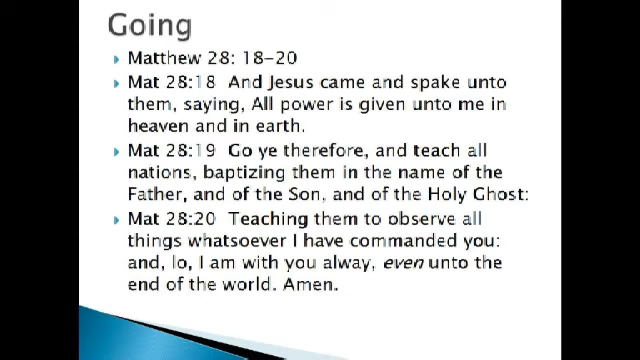 Going
Matthew 28: 18-20
Mat 28:18  And Jesus came and spake unto
them, saying, All power is given unto me in
heaven and in earth.
Mat 28:19  Go ye therefore, and teach all
nations, baptizing them in the name of the
Father, and of the Son, and of the Holy Ghost:
Mat 28:20  Teaching them to observe all
things whatsoever I have commanded you:
and, lo, I am with you alway, even unto the
end of the world. Amen.